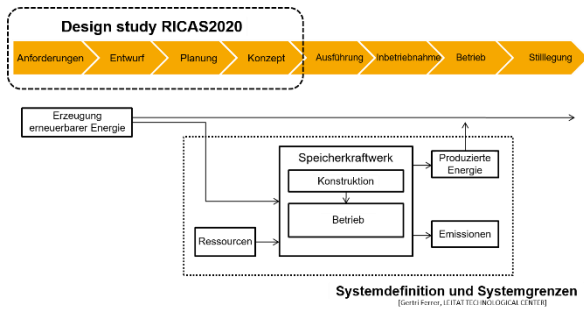 Design study RICAS2020
Anforderungen Entwurf Planung Konzept Ausführung Inbetriebnahme Betrieb Stilllegung
Erzeugung
erneuerbarer Energie
Speicherkraftwerk
Konstruktion
Betrieb
Produzierte
Energie
Ressourcen
Emissionen
Systemdefinition und Systemgrenzen
[Gertri Ferrer, LEITAT TECHNOLOGICAL CENTER]